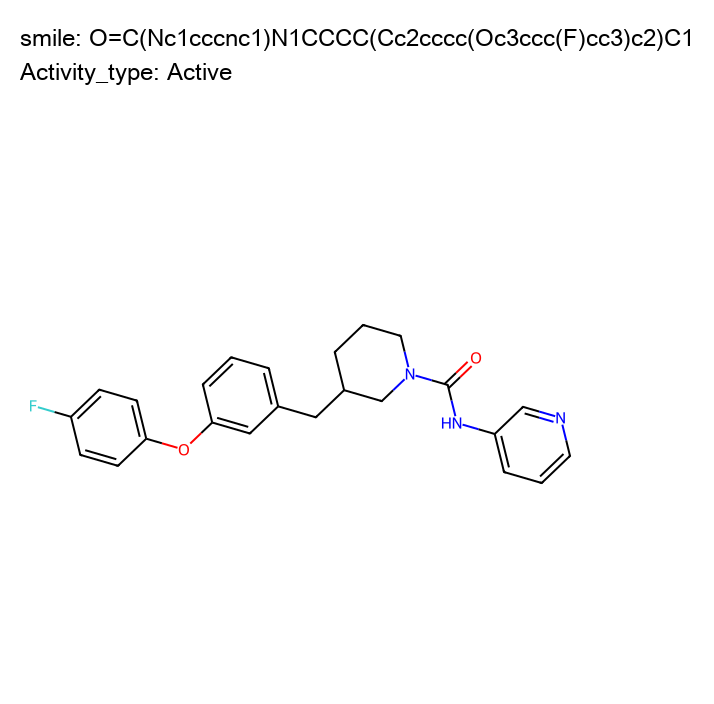 smile: O=C(Nc1cccnc1)N1CCCC(Cc2cccc(Oc3ccc(F)cc3)c2)C1
Activity_type: Active
O
N
F
N
HN
O